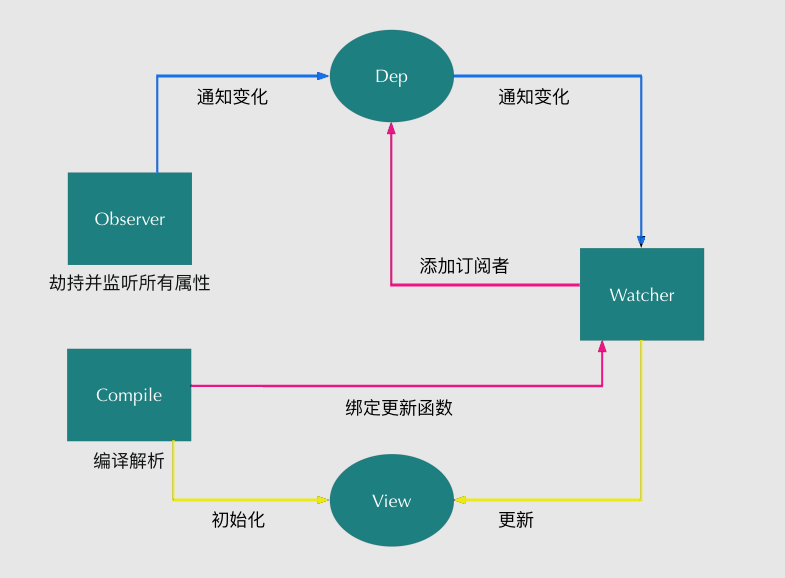 Dep
通知变化
通知变化
Observer
劫持并监听所有属性
添加订阅者
Watcher
Compile
绑定更新函数
编译解析
View
初始化
更新